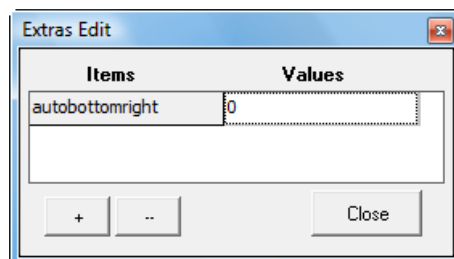 Extras Edit
Items Values
autobottomright 0
+ -- Close